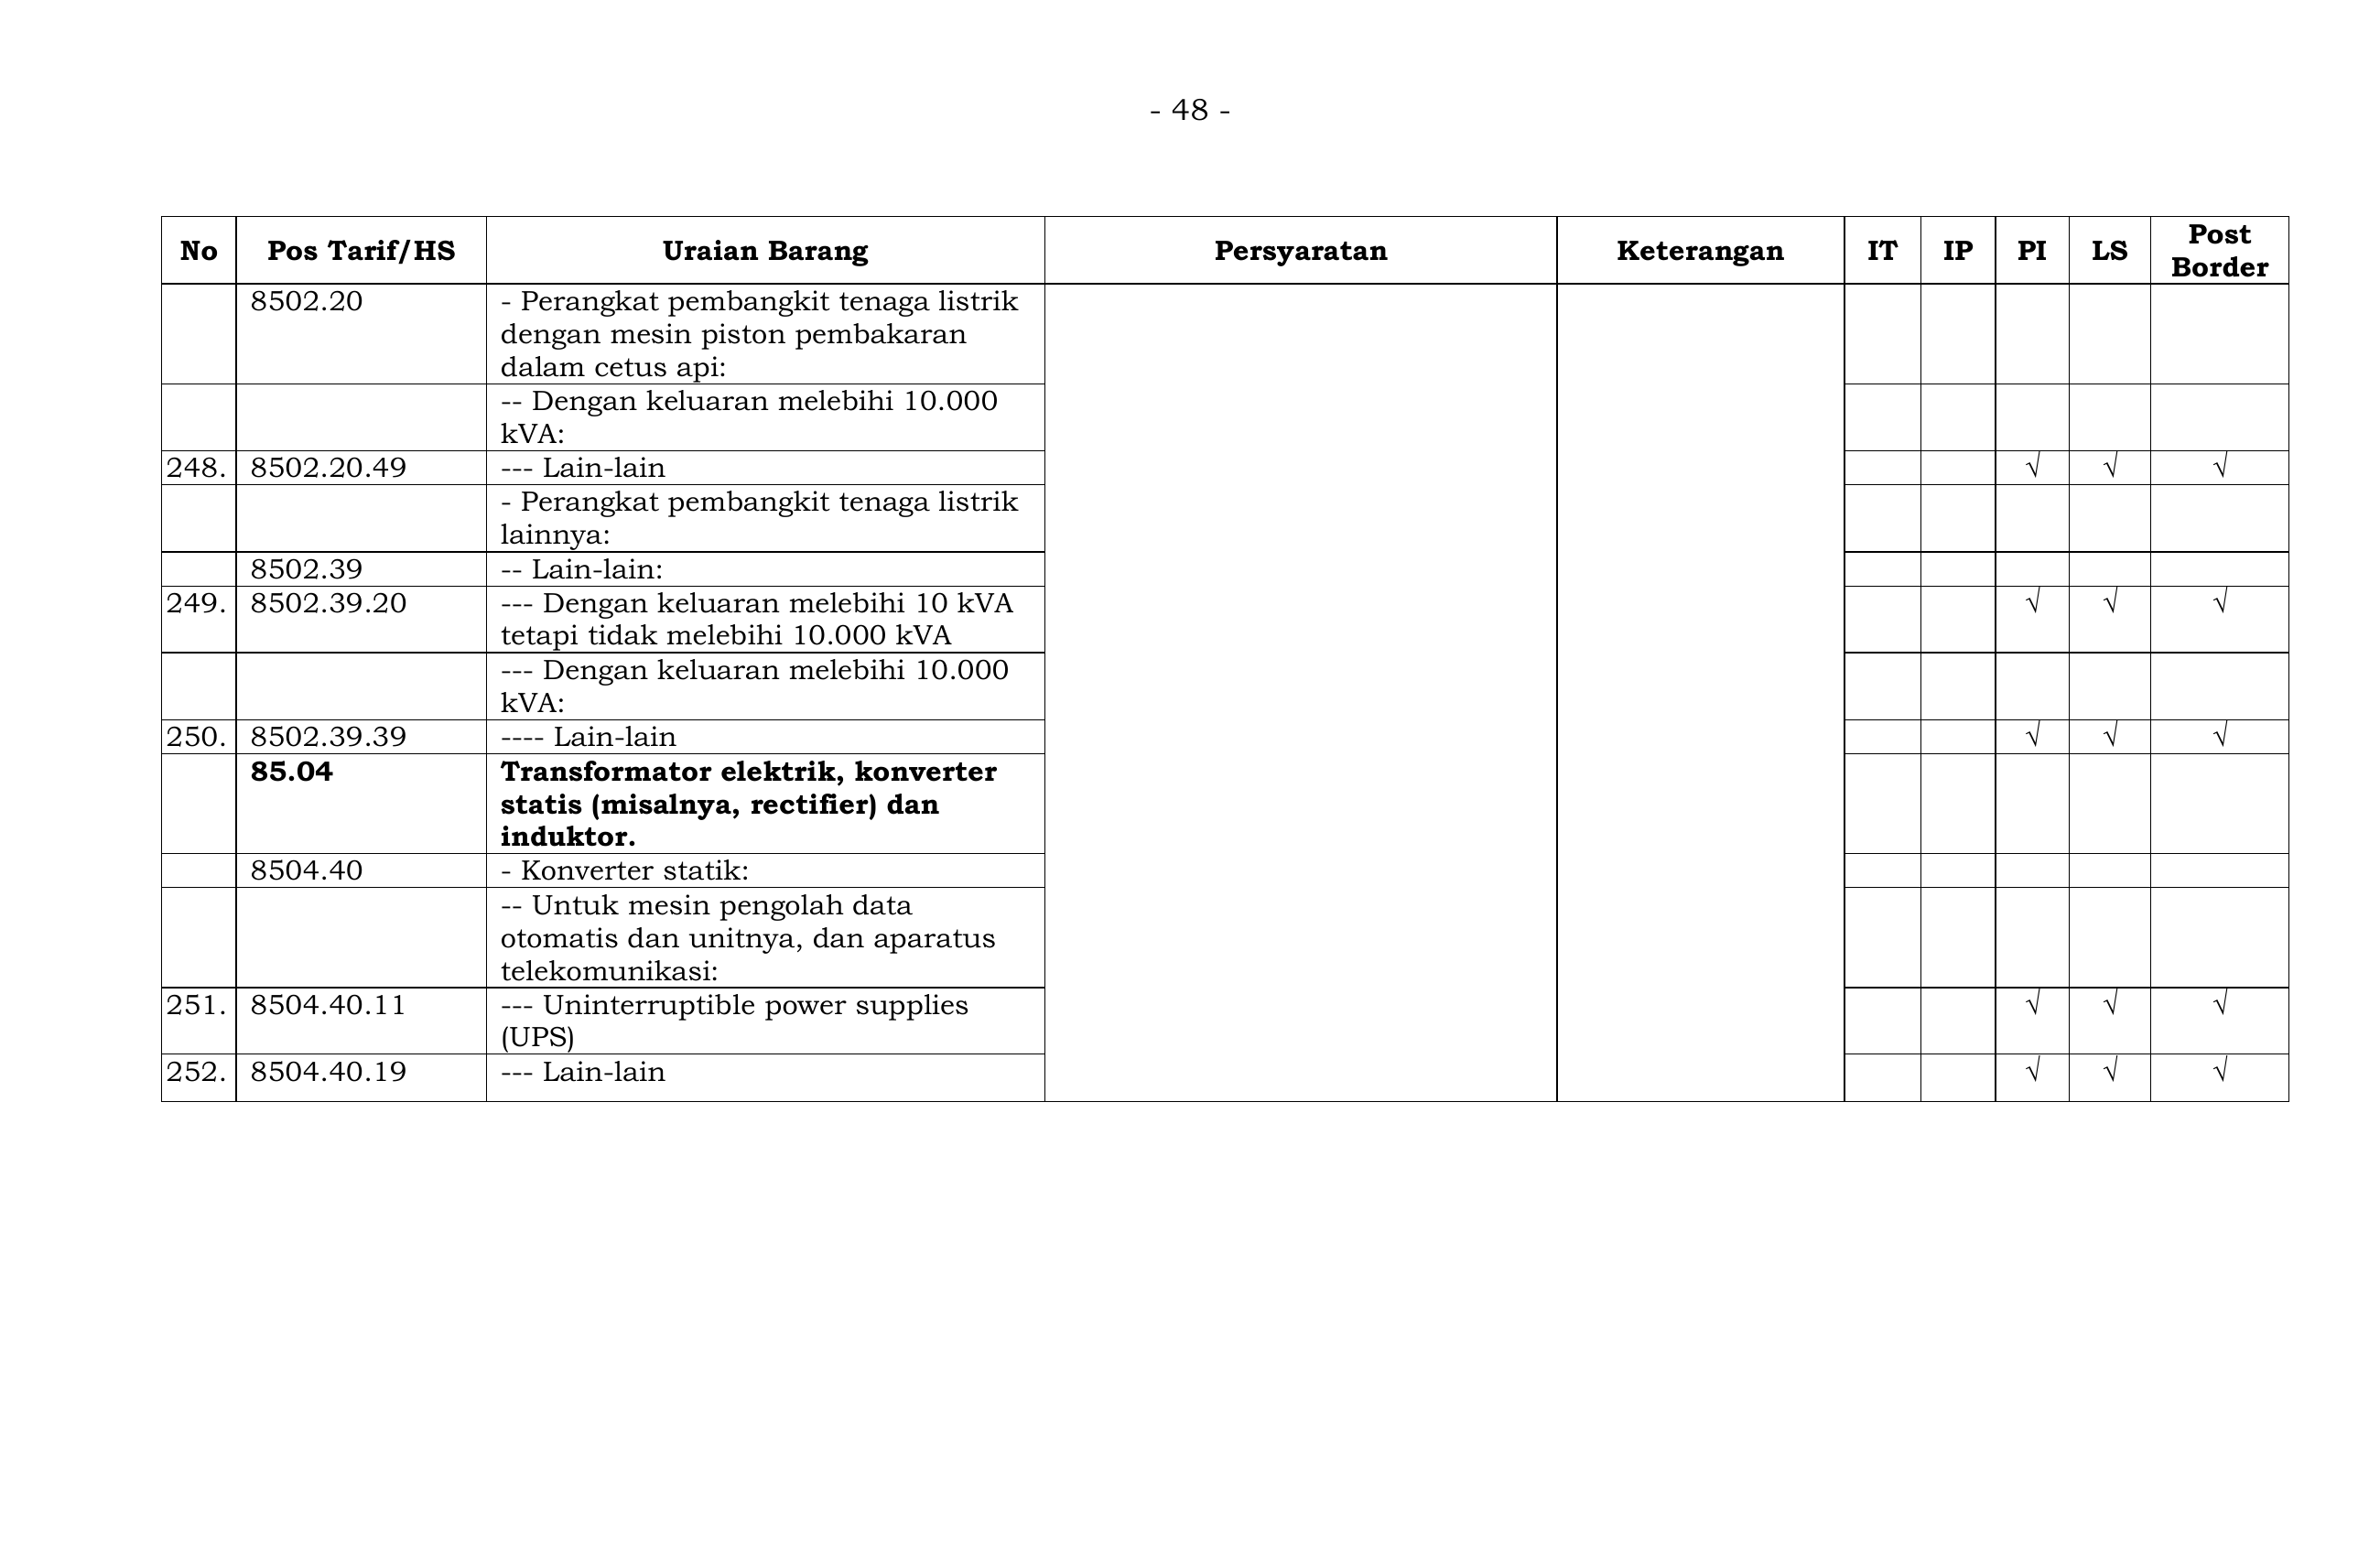 - 48 -
No Pos Tarif/HS Uraian Barang Persyaratan Keterangan IT IP PI LS Post Border
8502.20 - Perangkat pembangkit tenaga listrik
dengan mesin piston pembakaran
dalam cetus api:
-- Dengan keluaran melebihi 10.000
kVA:
248. 8502.20.49 --- Lain-lain √ √ √
- Perangkat pembangkit tenaga listrik
lainnya:
8502.39 -- Lain-lain:
249. 8502.39.20 --- Dengan keluaran melebihi 10 kVA √ √ √
tetapi tidak melebihi 10.000 kVA
--- Dengan keluaran melebihi 10.000
kVA:
250. 8502.39.39 ---- Lain-lain √ √ √
85.04 Transformator elektrik, konverter
statis (misalnya, rectifier) dan
induktor.
8504.40 - Konverter statik:
-- Untuk mesin pengolah data
otomatis dan unitnya, dan aparatus
telekomunikasi:
251. 8504.40.11 --- Uninterruptible power supplies √ √ √
(UPS)
252. 8504.40.19 --- Lain-lain √ √ √